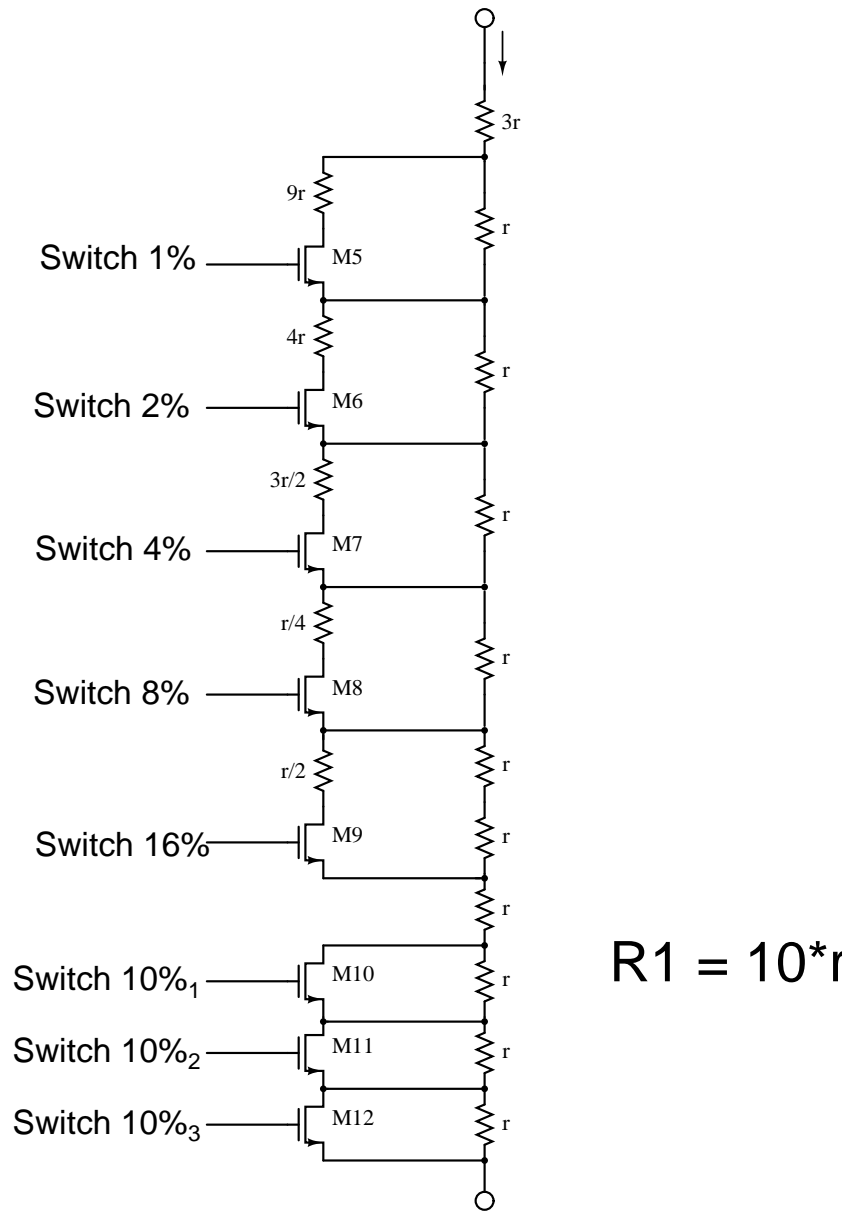 3r
9r
r
Switch 1%
M5
4r
r
Switch 2%
M6
3r/2
r
Switch 4%
M7
r/4
r
Switch 8%
M8
r/2
r
r
Switch 16%
M9
r
R1 = 10*r
Switch 10%₁
M10
r
Switch 10%₂
M11
r
Switch 10%₃
M12
r